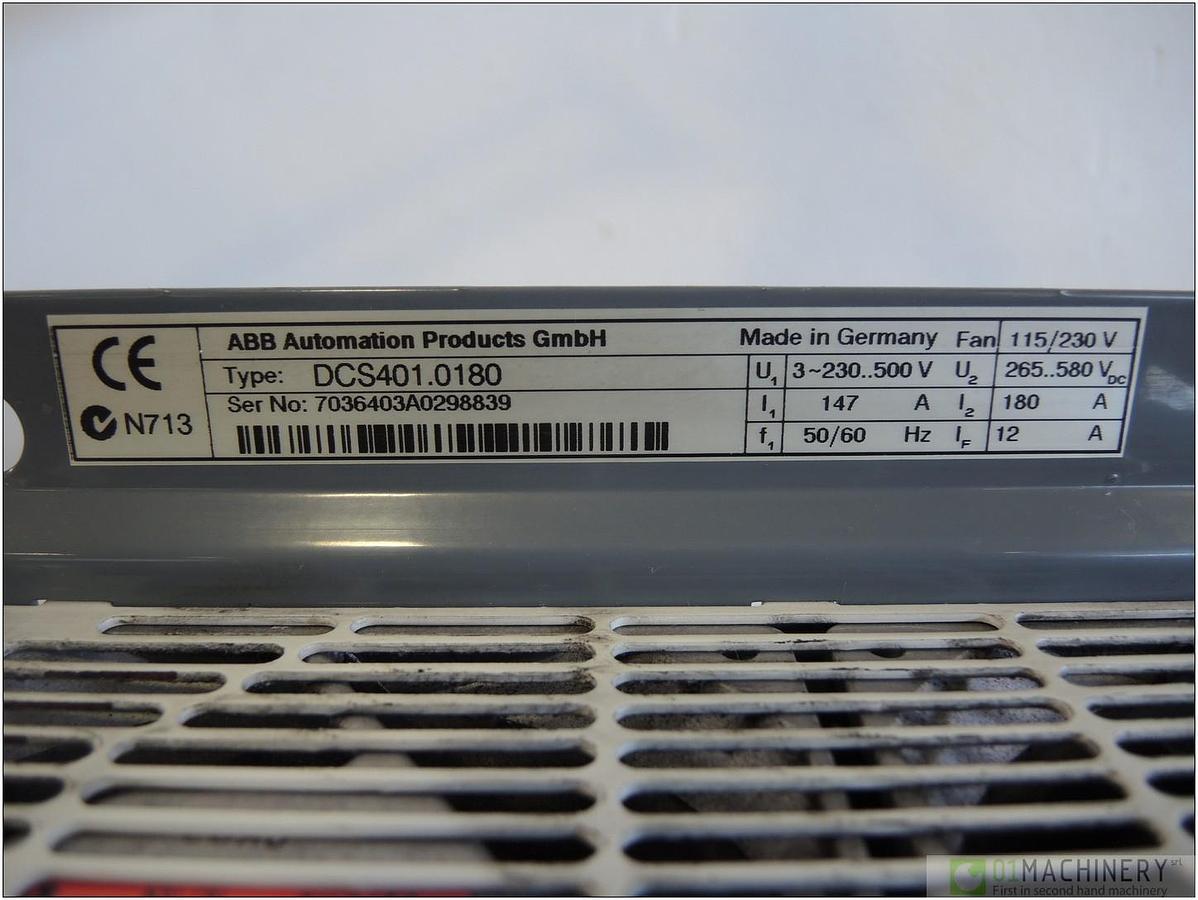 CE
N713
ABB Automation Products GmbH
Type: DCS401.0180
Ser No: 7036403A0298839
Made in Germany Fan 115/230 V
U1 3~230..500 V U2 265..580 VDC
I1 147 A I2 180 A
f1 50/60 Hz IF 12 A
01MACHINERY srl
First in second hand machinery